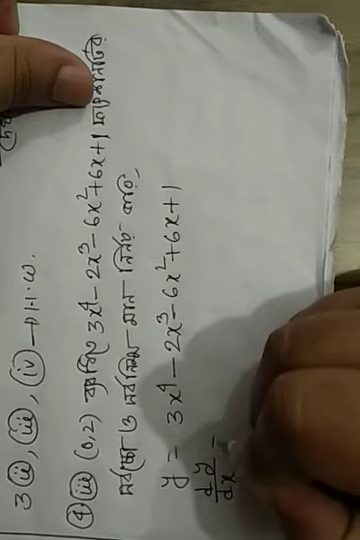 3 (ii), (iii), (iv) — H.W.
4 (iii) (0,2) ব্যবধিতে 3x⁴ - 2x³ - 6x² + 6x + 1
সর্বোচ্চ ও সর্বনিম্ন মান নির্ণয় কর,
y = 3x⁴ - 2x³ - 6x² + 6x + 1
dy/dx =